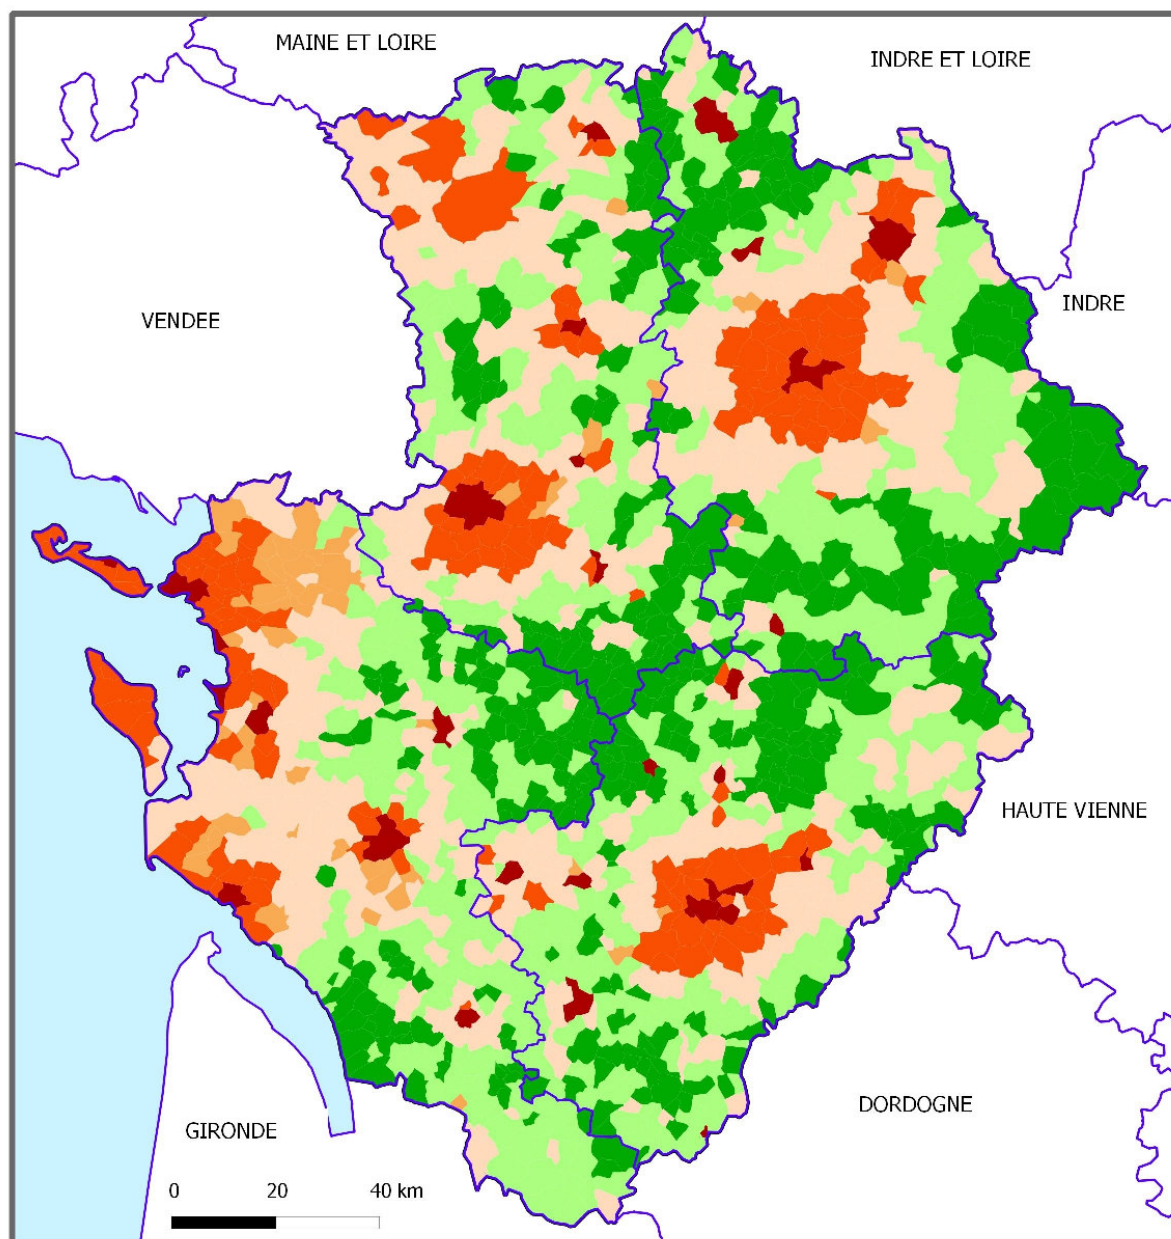 MAINE ET LOIRE
INDRE ET LOIRE
INDRE
VENDEE
HAUTE VIENNE
DORDOGNE
GIRONDE
0 20 40 km